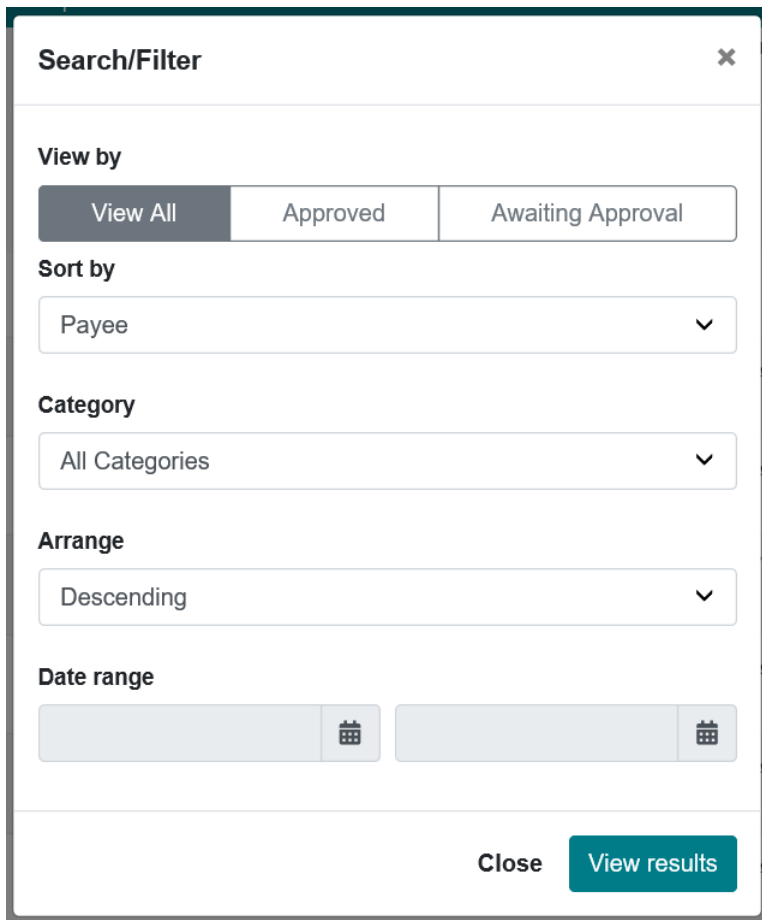 Search/Filter
View by
View All Approved Awaiting Approval
Sort by
Payee
Category
All Categories
Arrange
Descending
Date range
Close View results